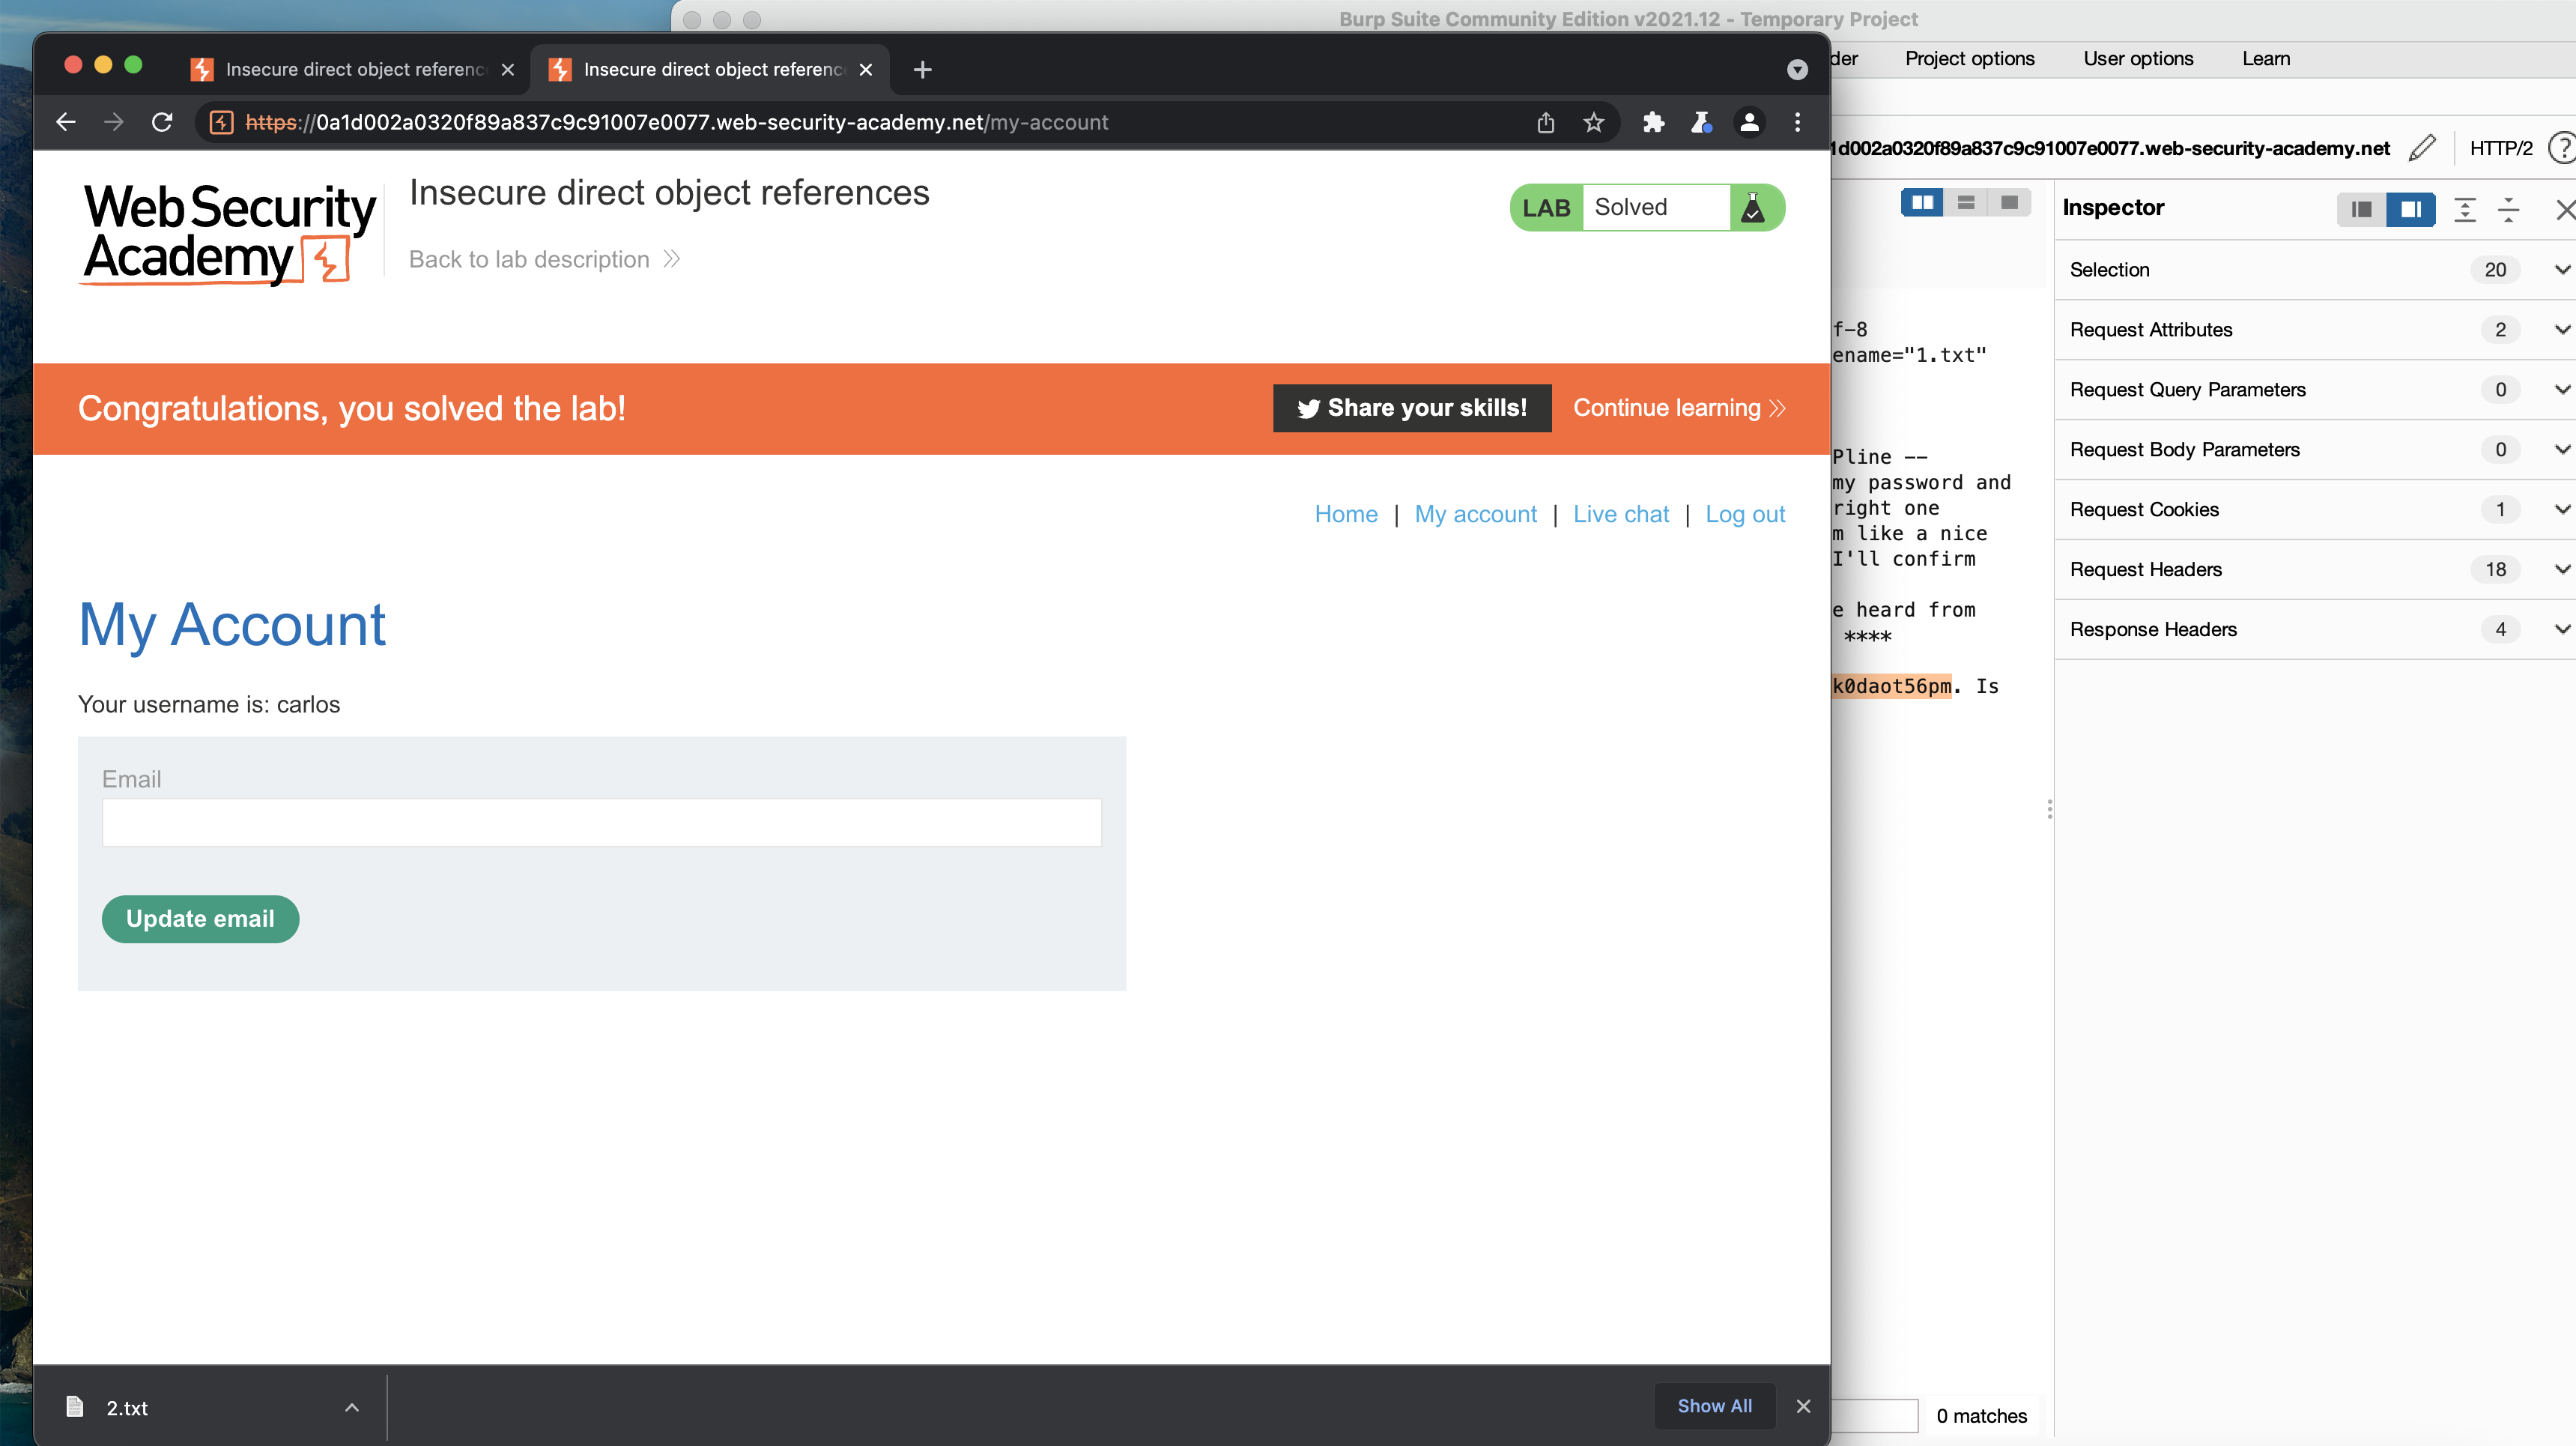 Burp Suite Community Edition v2021.12 - Temporary Project
der Project options User options Learn
Insecure direct object referenc
Insecure direct object referenc
https://0a1d002a0320f89a837c9c91007e0077.web-security-academy.net/my-account
1d002a0320f89a837c9c91007e0077.web-security-academy.net HTTP/2 ?
Web Security
Academy
Insecure direct object references
Back to lab description
LAB Solved
Congratulations, you solved the lab!
Share your skills!
Continue learning
Home | My account | Live chat | Log out
My Account
Your username is: carlos
Email
Update email
2.txt
Show All
f-8
ename="1.txt"
Pline --
my password and
right one
m like a nice
I'll confirm
e heard from
****
k0daot56pm. Is
0 matches
Inspector
Selection 20
Request Attributes 2
Request Query Parameters 0
Request Body Parameters 0
Request Cookies 1
Request Headers 18
Response Headers 4